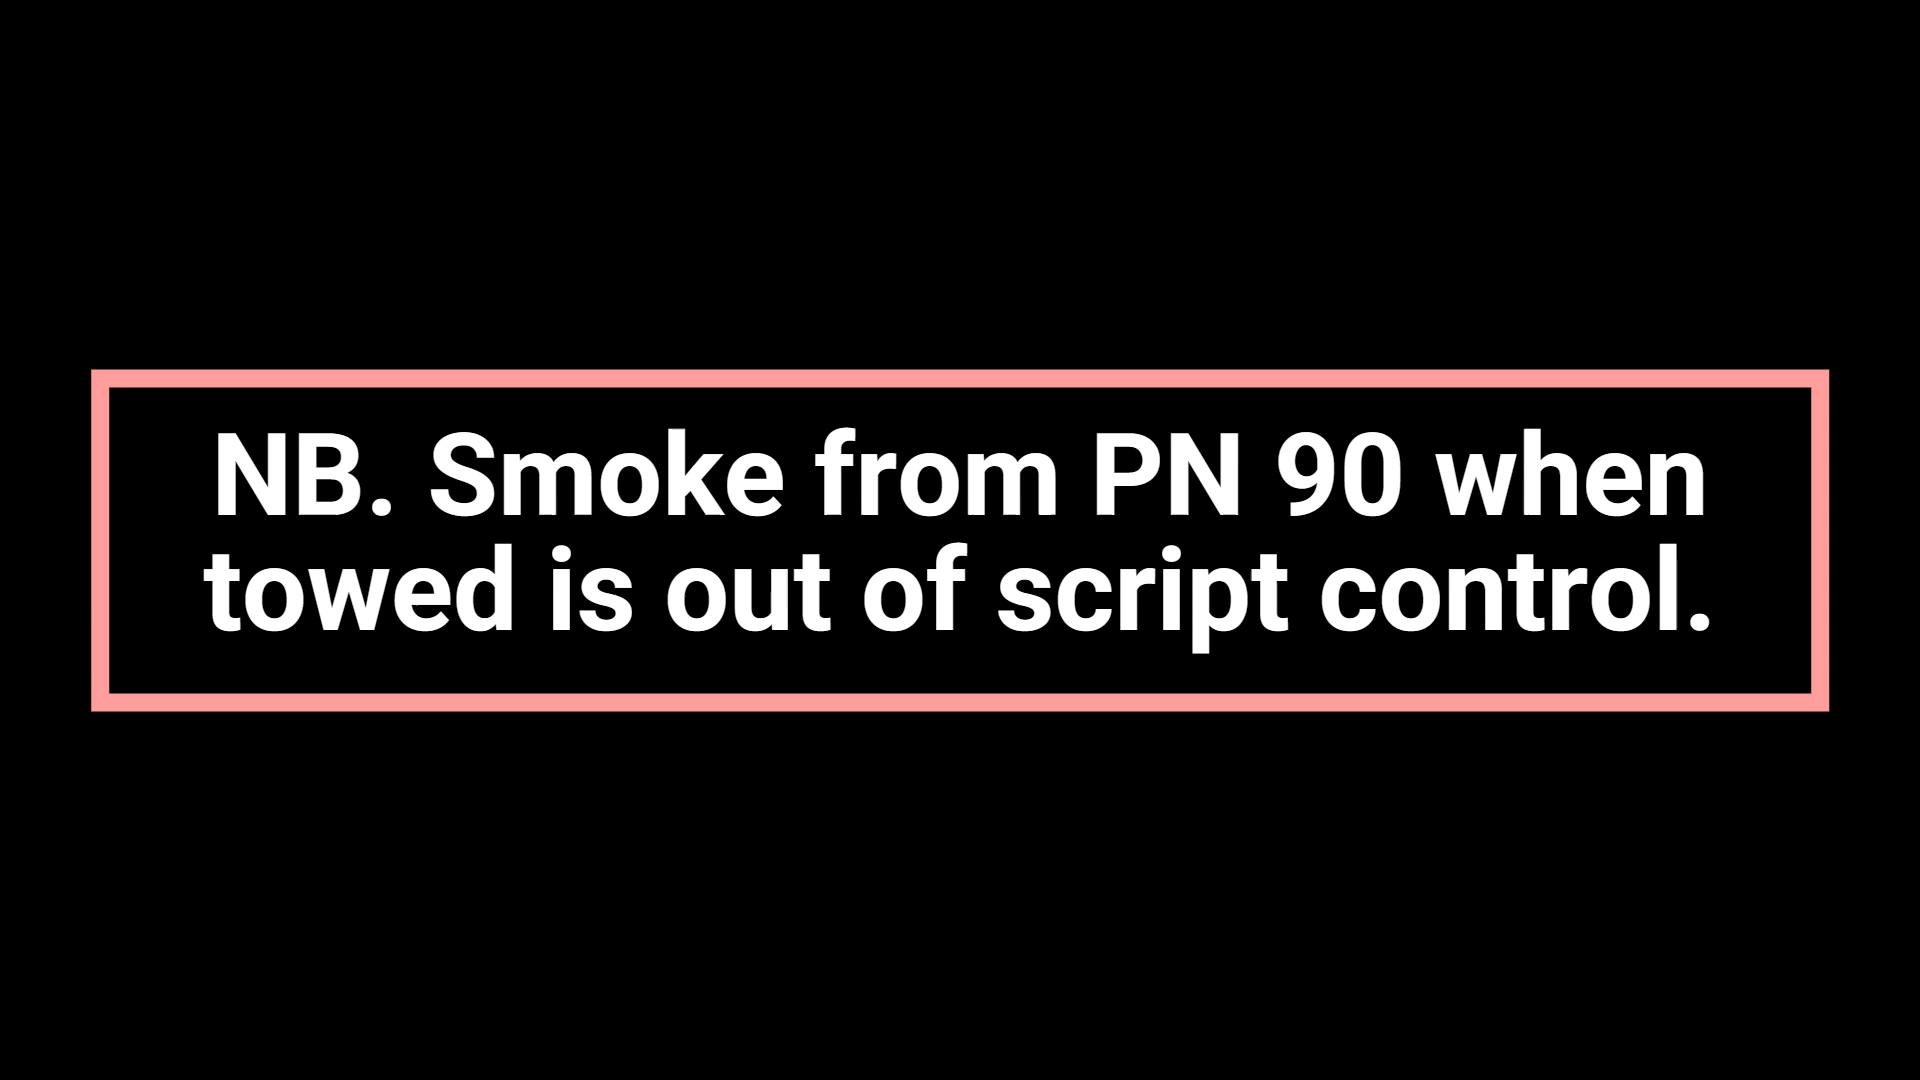 NB. Smoke from PN 90 when
towed is out of script control.